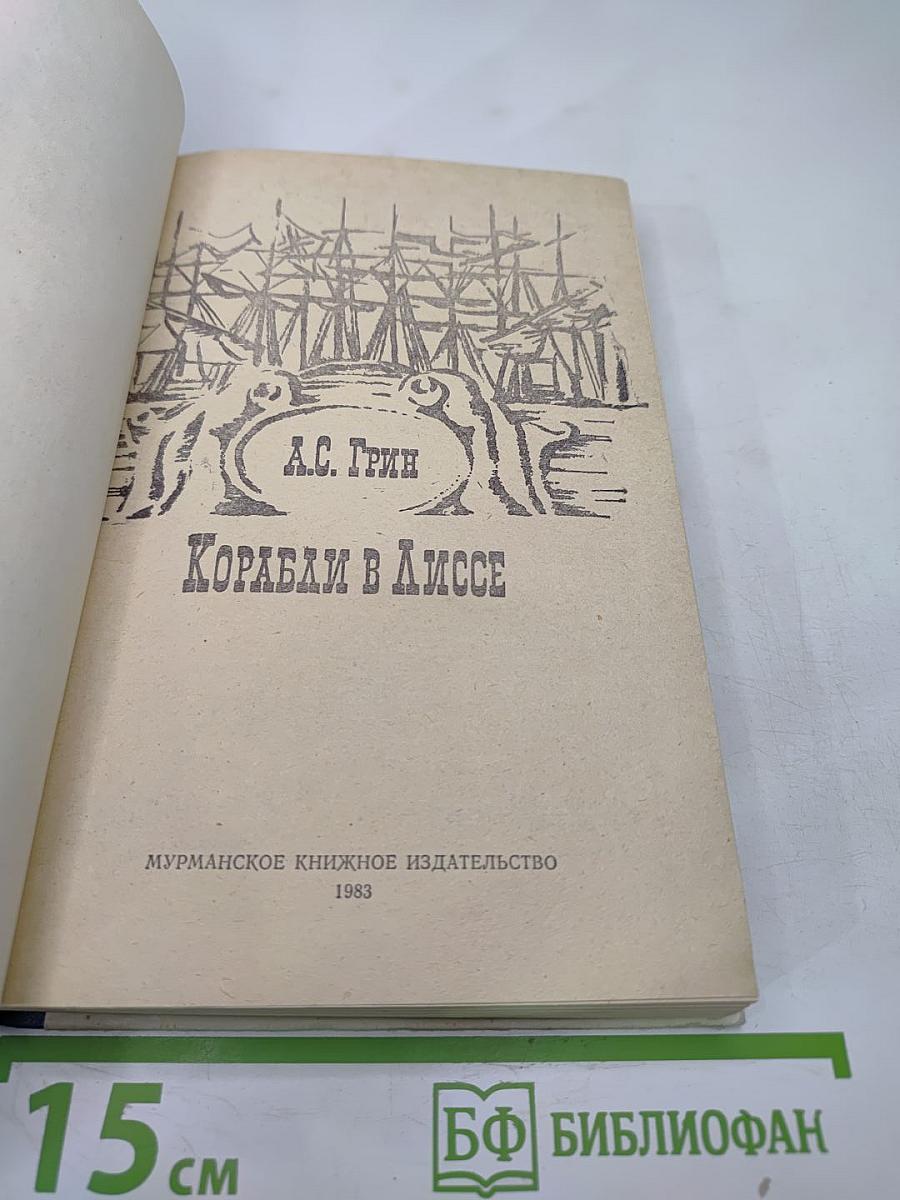 А.С. Грин
Корабли в Лиссе
МУРМАНСКОЕ КНИЖНОЕ ИЗДАТЕЛЬСТВО
1983
15 см
БФ БИБЛИОФАН